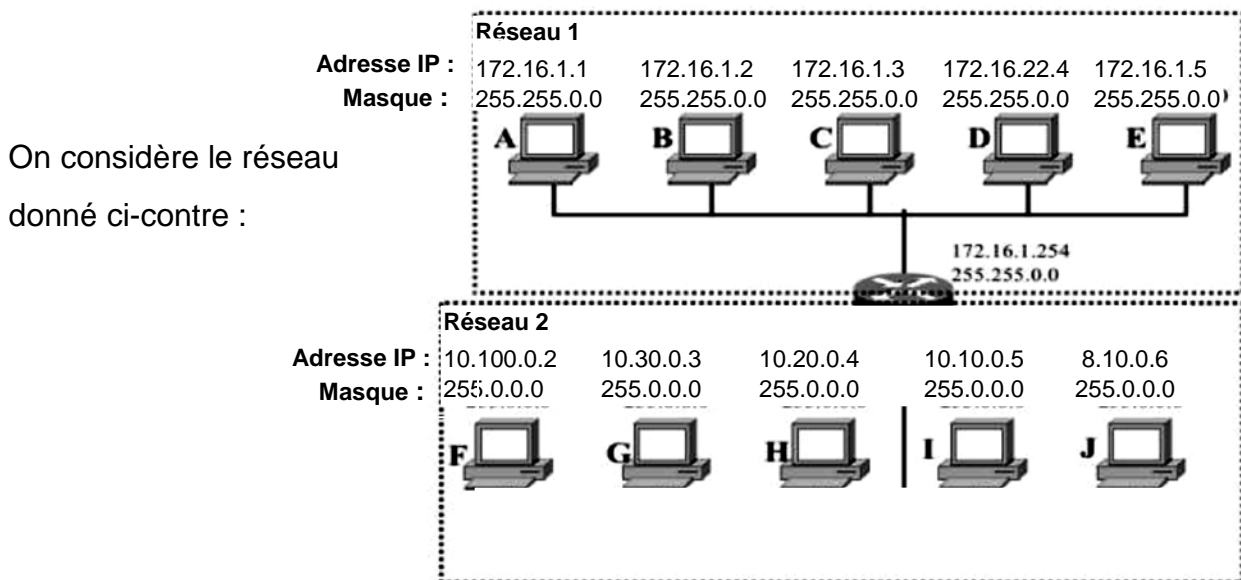 Réseau 1
Adresse IP : 172.16.1.1 172.16.1.2 172.16.1.3 172.16.22.4 172.16.1.5
Masque : 255.255.0.0 255.255.0.0 255.255.0.0 255.255.0.0 255.255.0.0
A B C D E
On considère le réseau
donné ci-contre :
172.16.1.254
255.255.0.0
Réseau 2
Adresse IP : 10.100.0.2 10.30.0.3 10.20.0.4 10.10.0.5 8.10.0.6
Masque : 255.0.0.0 255.0.0.0 255.0.0.0 255.0.0.0 255.0.0.0
F G H I J